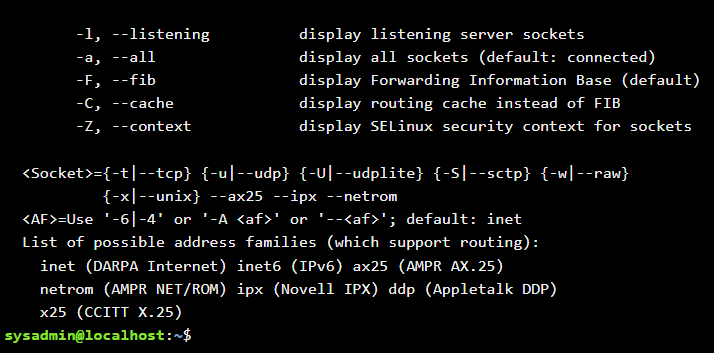 -l, --listening          display listening server sockets
-a, --all                display all sockets (default: connected)
-F, --fib                display Forwarding Information Base (default)
-C, --cache              display routing cache instead of FIB
-Z, --context            display SELinux security context for sockets
<Socket>={-t|--tcp} {-u|--udp} {-U|--udplite} {-S|--sctp} {-w|--raw}
{-x|--unix} --ax25 --ipx --netrom
<AF>=Use '-6|-4' or '-A <af>' or '--<af>'; default: inet
List of possible address families (which support routing):
inet (DARPA Internet) inet6 (IPv6) ax25 (AMPR AX.25)
netrom (AMPR NET/ROM) ipx (Novell IPX) ddp (Appletalk DDP)
x25 (CCITT X.25)
sysadmin@localhost:~$